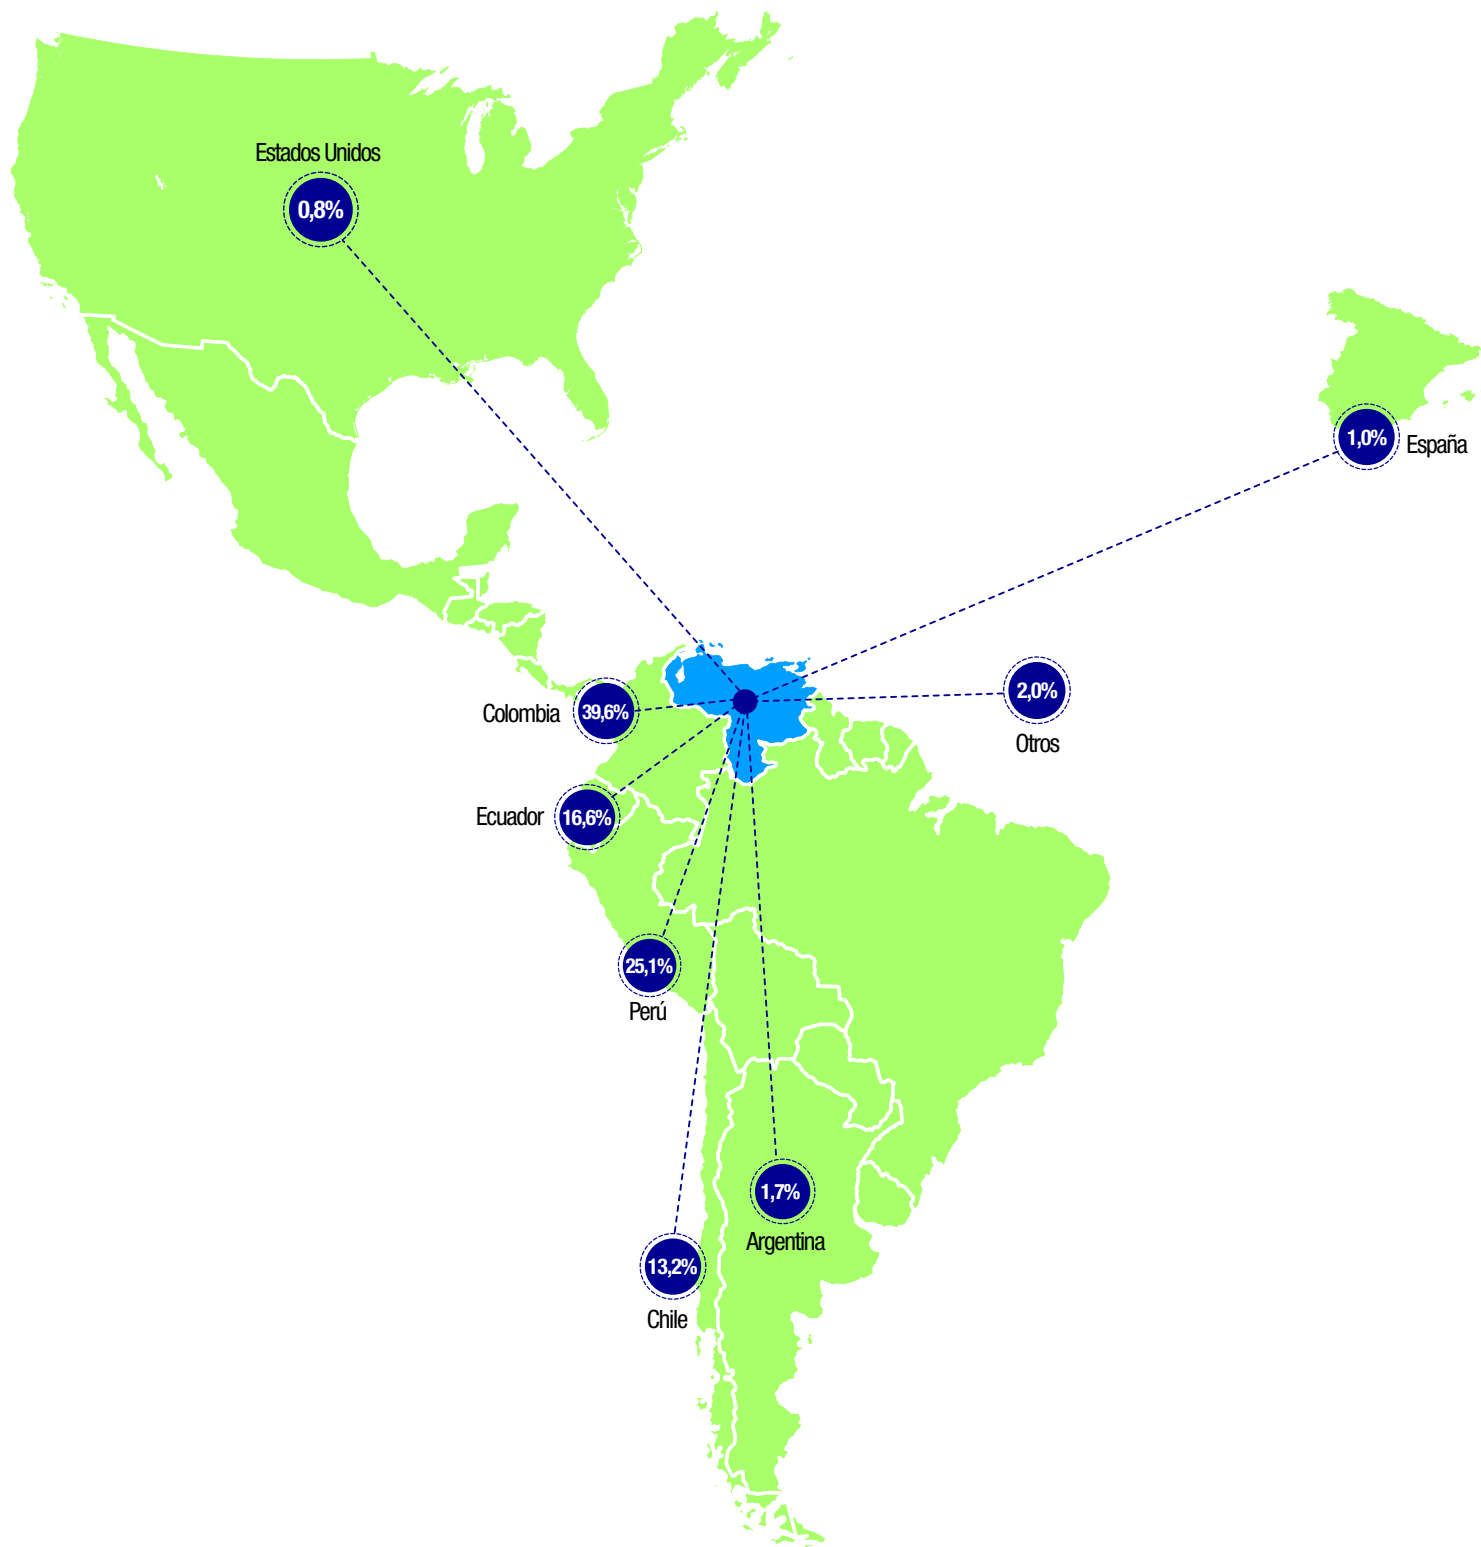 Estados Unidos
0,8%
1,0%
España
2,0%
Otros
Colombia
39,6%
Ecuador
16,6%
25,1%
Perú
1,7%
Argentina
13,2%
Chile